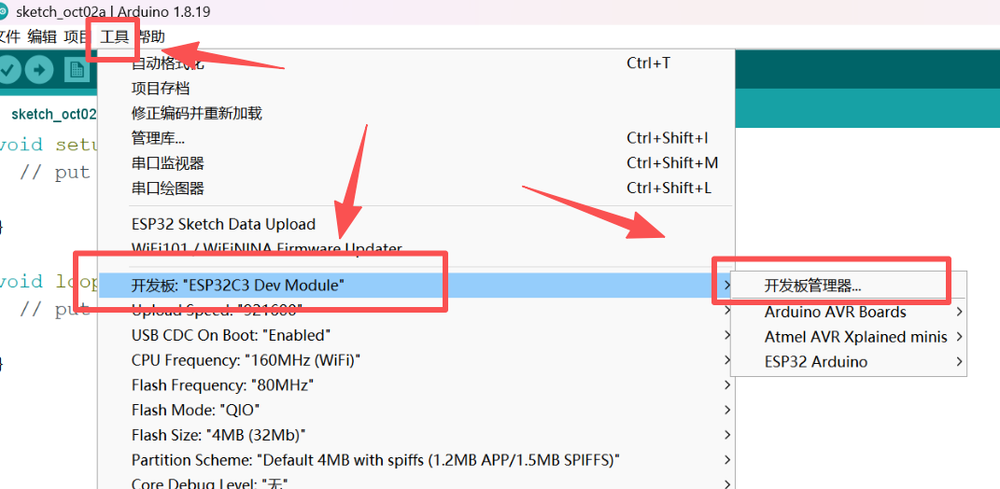 sketch_oct02a | Arduino 1.8.19
文件 编辑 项目 工具 帮助
自动格式化 Ctrl+T
项目存档
修正编码并重新加载
管理库... Ctrl+Shift+I
串口监视器 Ctrl+Shift+M
串口绘图器 Ctrl+Shift+L
ESP32 Sketch Data Upload
WiFi101 / WiFiNINA Firmware Updater
开发板: "ESP32C3 Dev Module"
Upload Speed: "921600"
USB CDC On Boot: "Enabled"
CPU Frequency: "160MHz (WiFi)"
Flash Frequency: "80MHz"
Flash Mode: "QIO"
Flash Size: "4MB (32Mb)"
Partition Scheme: "Default 4MB with spiffs (1.2MB APP/1.5MB SPIFFS)"
Core Debug Level: "无"
开发板管理器...
Arduino AVR Boards
Atmel AVR Xplained minis
ESP32 Arduino
sketch_oct02
void setu
// put
}
void loop
// put
}